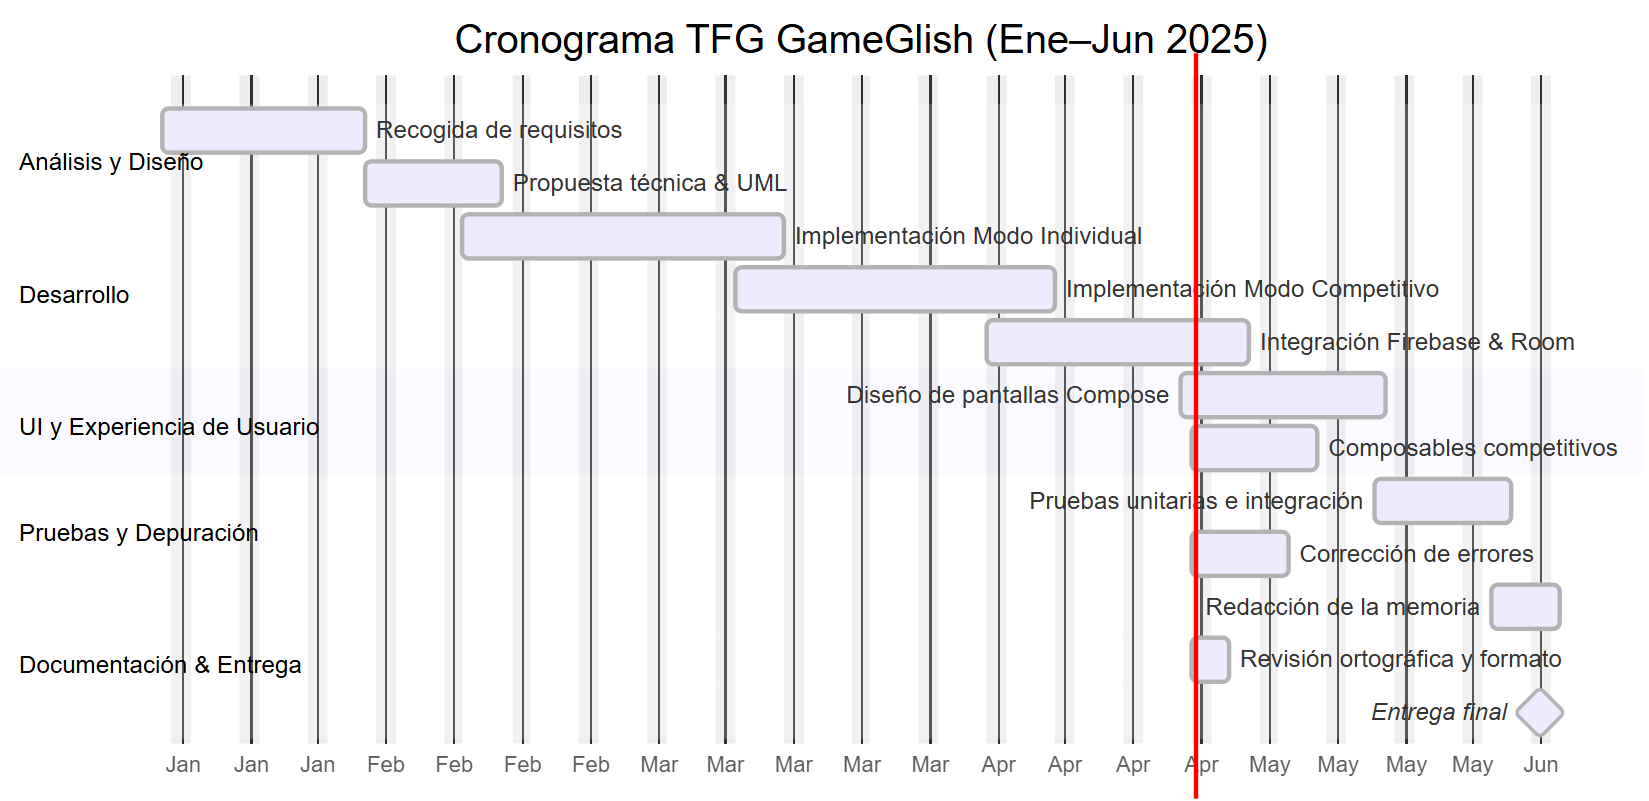 Cronograma TFG GameGlish (Ene–Jun 2025)
Recogida de requisitos
Análisis y Diseño
Propuesta técnica & UML
Implementación Modo Individual
Desarrollo
Implementación Modo Competitivo
Integración Firebase & Room
Diseño de pantallas Compose
UI y Experiencia de Usuario
Composables competitivos
Pruebas unitarias e integración
Pruebas y Depuración
Corrección de errores
Redacción de la memoria
Documentación & Entrega
Revisión ortográfica y formato
Entrega final
Jan Jan Jan Feb Feb Feb Feb Mar Mar Mar Mar Mar Apr Apr Apr Apr May May May May Jun